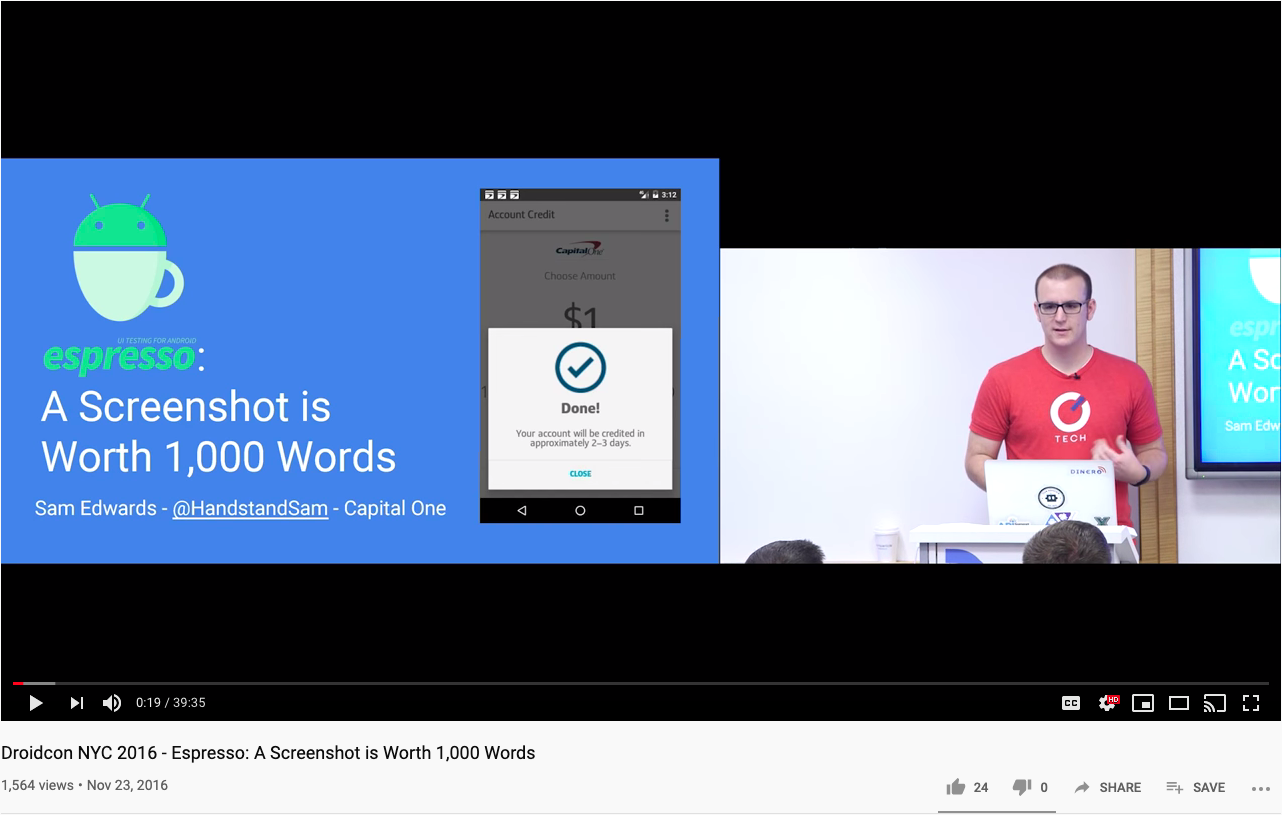 UI TESTING FOR ANDROID
espresso:
A Screenshot is
Worth 1,000 Words
Sam Edwards - @HandstandSam - Capital One
3:12
Account Credit
Capital One
Choose Amount
$1
Done!
Your account will be credited in
approximately 2–3 days.
CLOSE
TECH
DINERO
espr
A Sc
Wor
Sam Edw
0:19 / 39:35
CC
HD
Droidcon NYC 2016 - Espresso: A Screenshot is Worth 1,000 Words
1,564 views • Nov 23, 2016
24
0
SHARE
SAVE